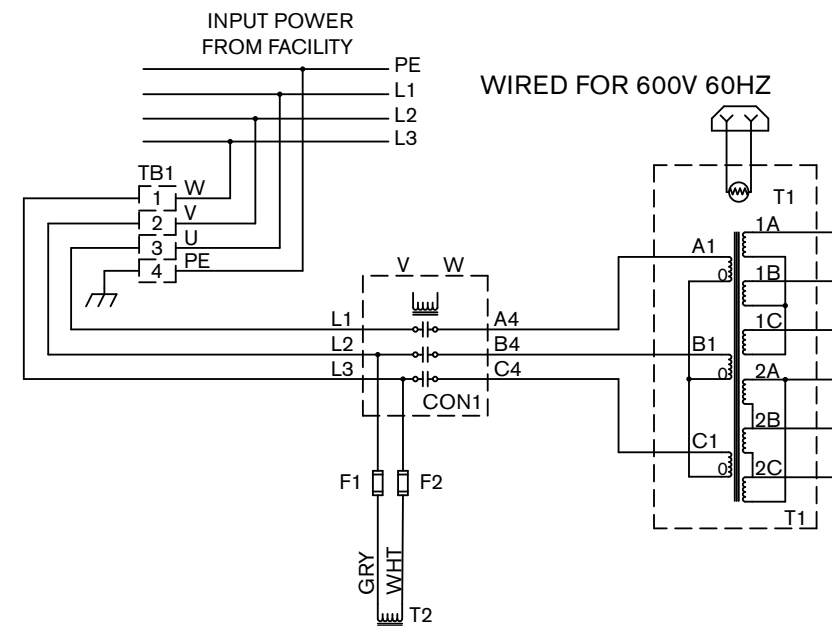 INPUT POWER
FROM FACILITY
PE
L1
L2
L3
WIRED FOR 600V 60HZ
TB1
1 W
2 V
3 U
4 PE
V W
L1 A4
L2 B4
L3 C4
CON1
F1 F2
GRY
WHT
T2
T1
A1
0
B1
0
C1
0
1A
1B
1C
2A
2B
2C
T1